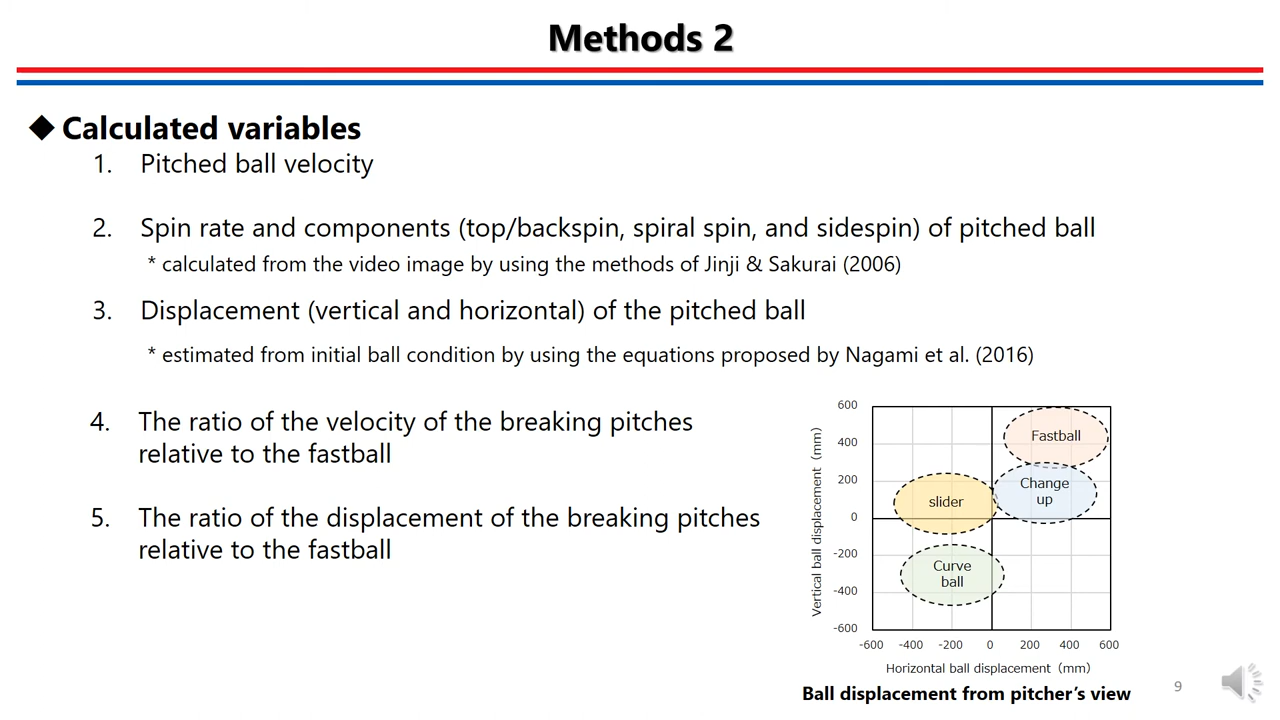 Methods 2
Calculated variables
1. Pitched ball velocity
2. Spin rate and components (top/backspin, spiral spin, and sidespin) of pitched ball
* calculated from the video image by using the methods of Jinji & Sakurai (2006)
3. Displacement (vertical and horizontal) of the pitched ball
* estimated from initial ball condition by using the equations proposed by Nagami et al. (2016)
4. The ratio of the velocity of the breaking pitches
relative to the fastball
5. The ratio of the displacement of the breaking pitches
relative to the fastball
Vertical ball displacement (mm)
600
400
200
0
-200
-400
-600
Fastball
Change
up
slider
Curve
ball
-600 -400 -200 0 200 400 600
Horizontal ball displacement (mm)
Ball displacement from pitcher's view
9